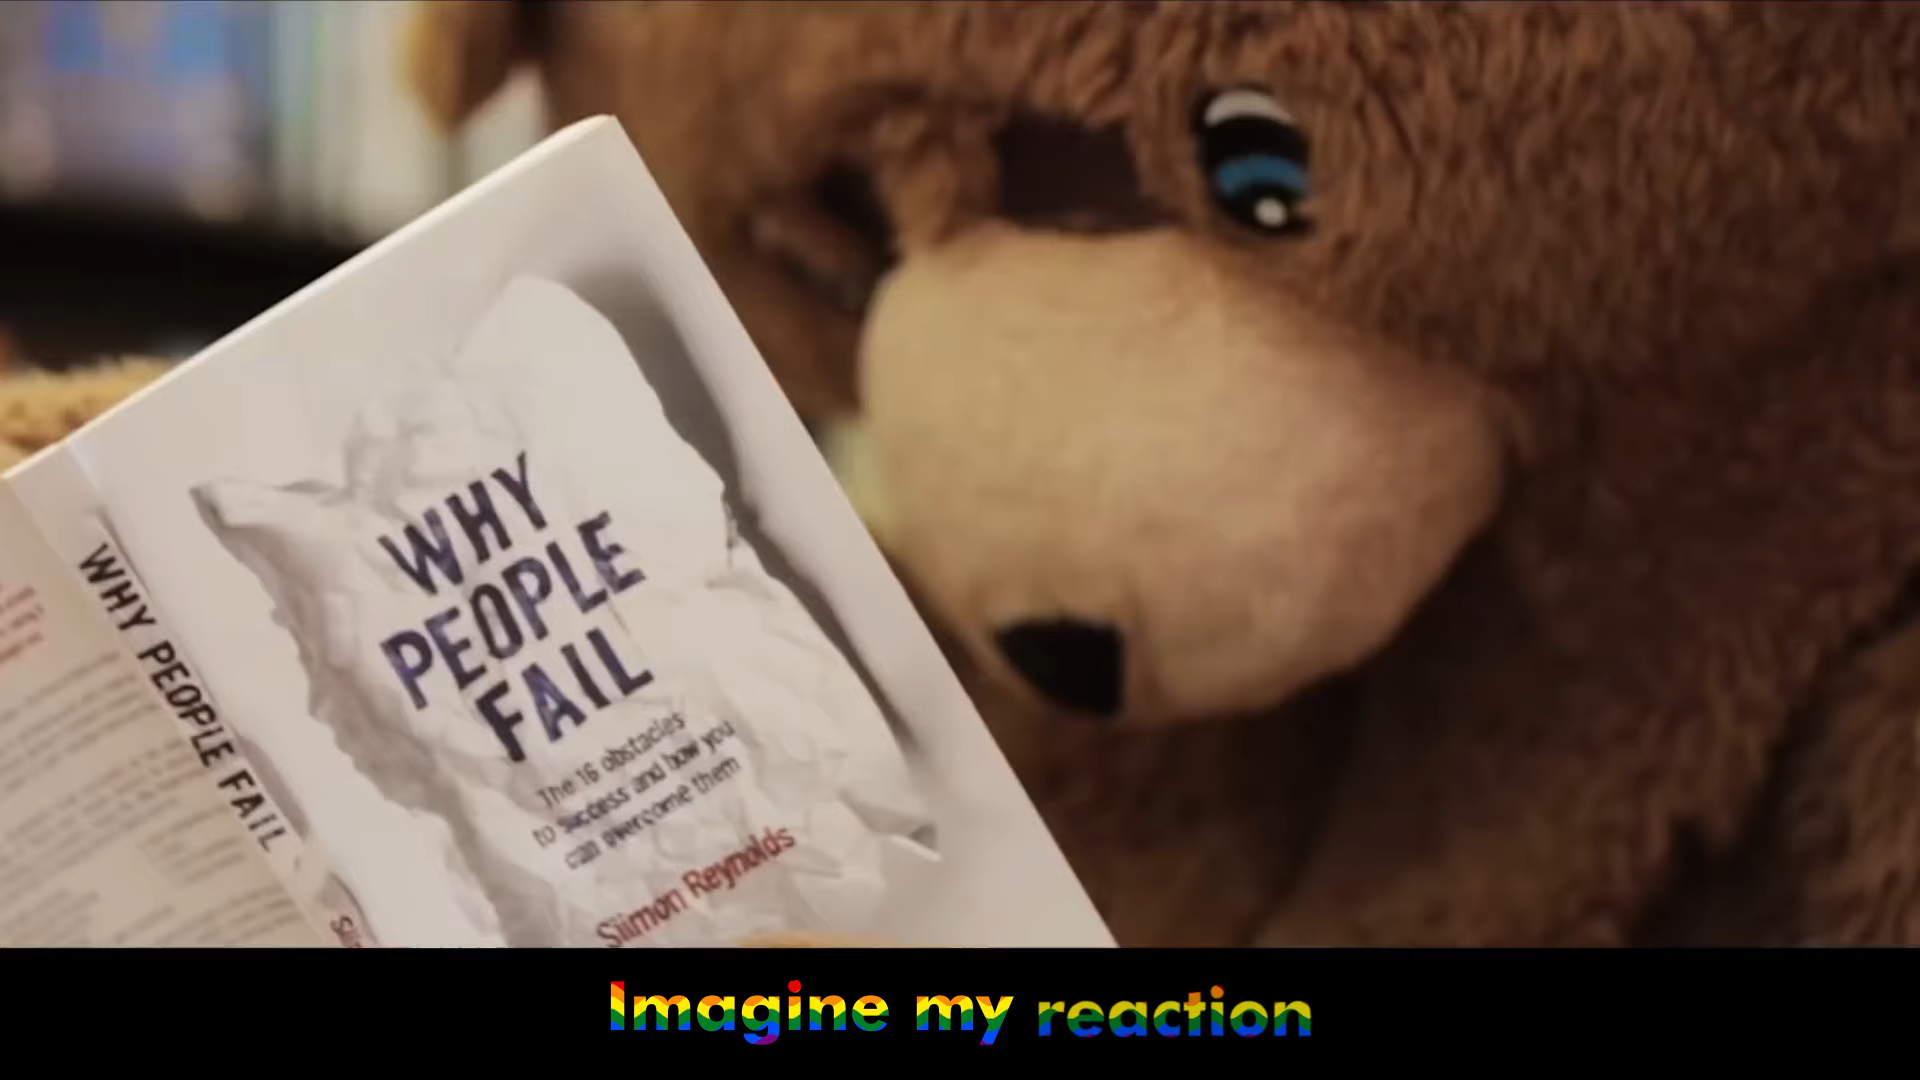 WHY
PEOPLE
FAIL
The 16 obstacles
to success and how you
can overcome them
Siimon Reynolds
WHY PEOPLE FAIL
Imagine my reaction